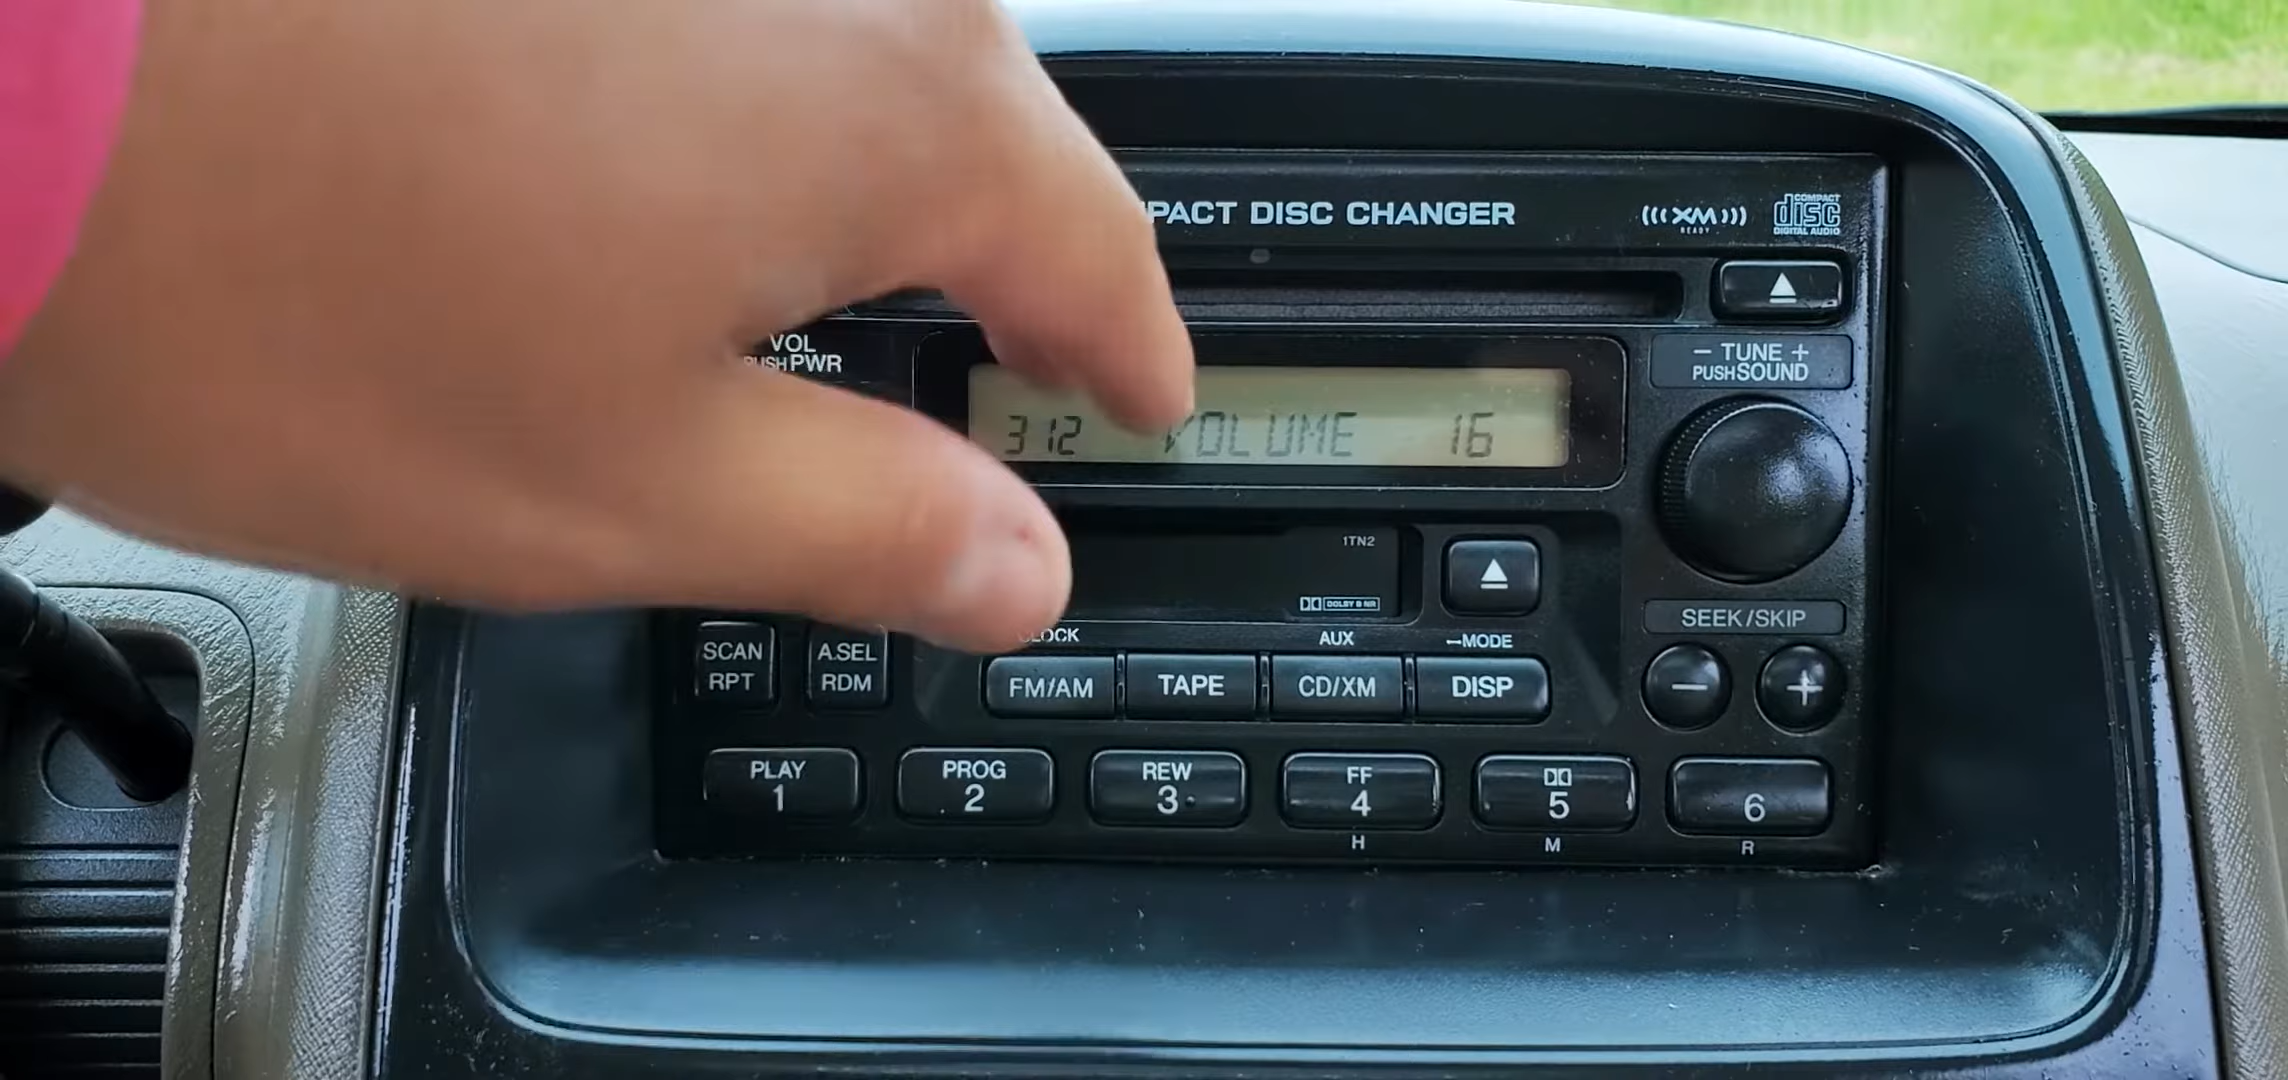 PACT DISC CHANGER
XM
READY
COMPACT
disc
DIGITAL AUDIO
VOL
PUSH PWR
- TUNE +
PUSH SOUND
312 VOLUME 16
1TN2
DOLBY B NR
SEEK/SKIP
- +
SCAN
RPT
A.SEL
RDM
CLOCK
AUX
MODE
FM/AM
TAPE
CD/XM
DISP
PLAY
1
PROG
2
REW
3
FF
4
5
6
H
M
R